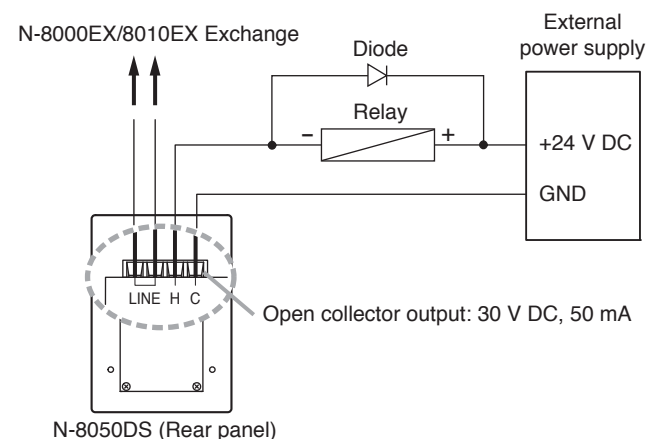 N-8000EX/8010EX Exchange
External
power supply
Diode
Relay
– +
+24 V DC
GND
LINE H C
Open collector output: 30 V DC, 50 mA
N-8050DS (Rear panel)